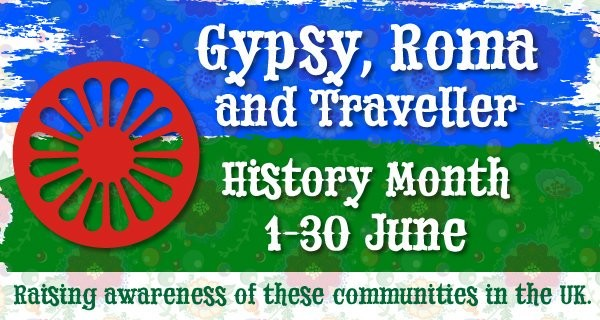 Gypsy, Roma
and Traveller
History Month
1-30 June
Raising awareness of these communities in the UK.